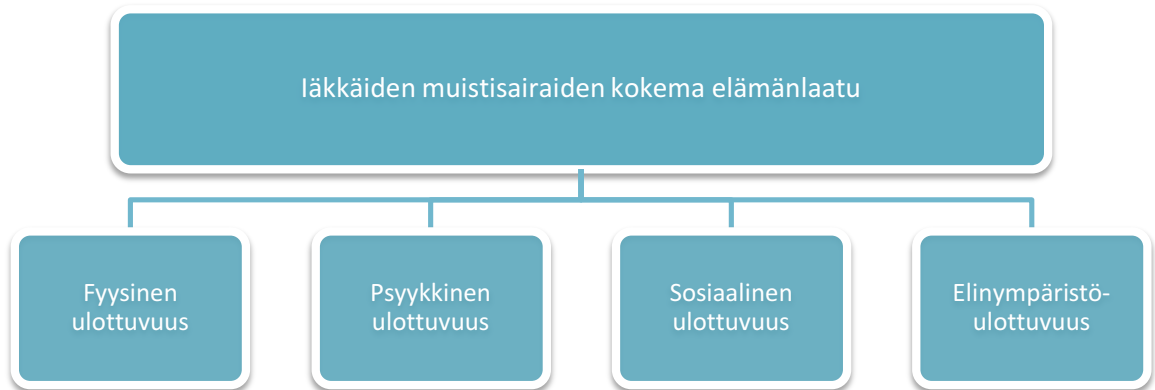 Iäkkäiden muistisairaiden kokema elämänlaatu
Fyysinen
ulottuvuus
Psyykkinen
ulottuvuus
Sosiaalinen
ulottuvuus
Elinympäristö-
ulottuvuus